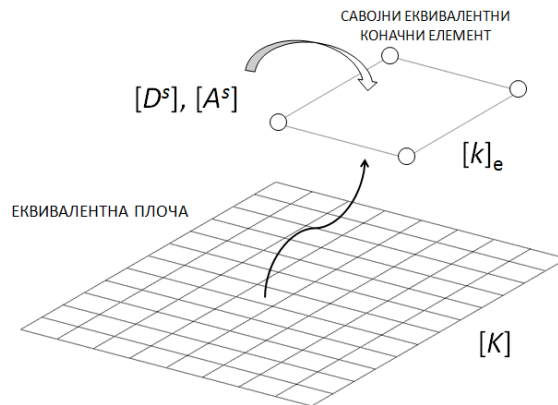 САВОЈНИ ЕКВИВАЛЕНТНИ
КОНАЧНИ ЕЛЕМЕНТ
[Dˢ], [Aˢ]
[k]ₑ
ЕКВИВАЛЕНТНА ПЛОЧА
[K]